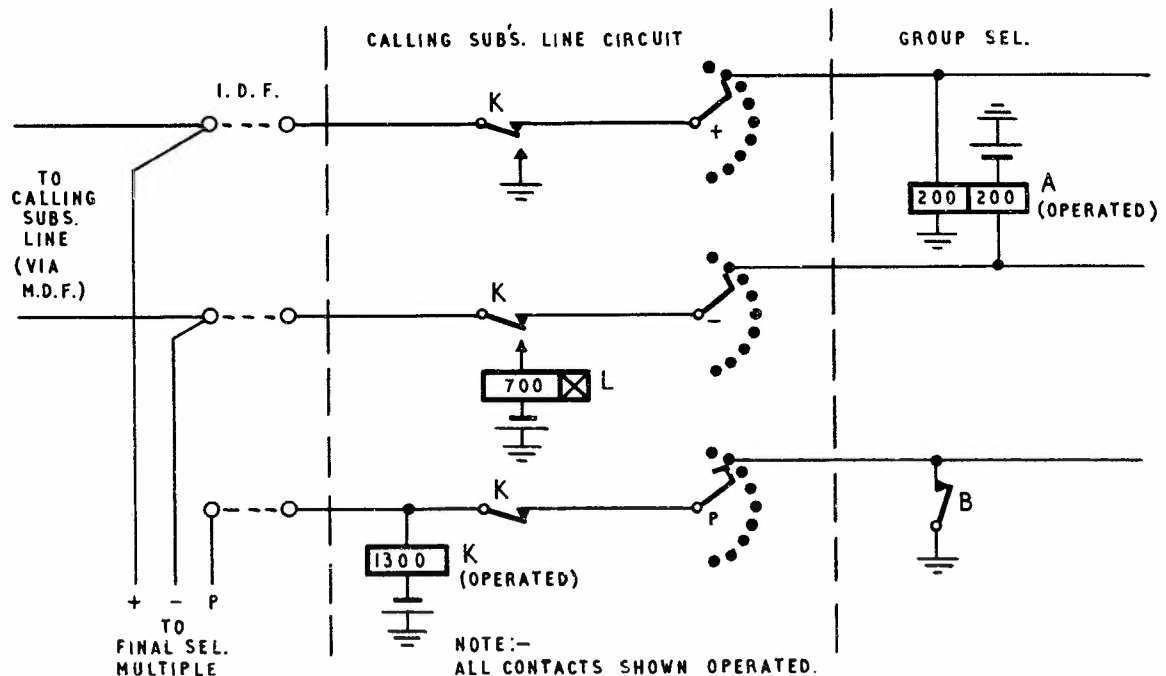 CALLING SUB'S. LINE CIRCUIT
GROUP SEL.
I.D.F.
K
+
TO
CALLING
SUBS.
LINE
(VIA
M.D.F.)
200 200
A
(OPERATED)
K
-
700
L
K
P
B
1300
K
(OPERATED)
+ - P
TO
FINAL SEL.
MULTIPLE
NOTE:-
ALL CONTACTS SHOWN OPERATED.